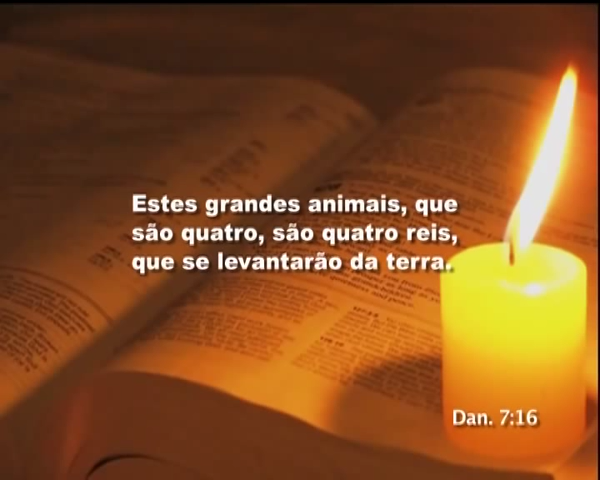 Estes grandes animais, que
são quatro, são quatro reis,
que se levantarão da terra.
Dan. 7:16